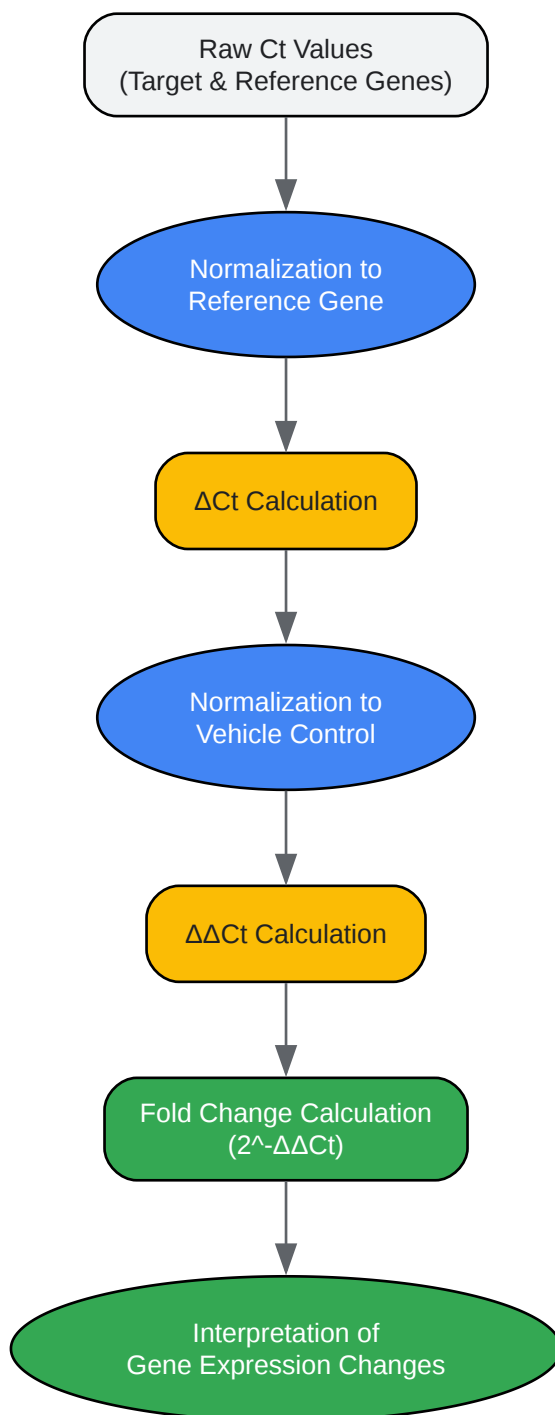 Raw Ct Values
(Target & Reference Genes)
Normalization to
Reference Gene
ΔCt Calculation
Normalization to
Vehicle Control
ΔΔCt Calculation
Fold Change Calculation
(2^-ΔΔCt)
Interpretation of
Gene Expression Changes